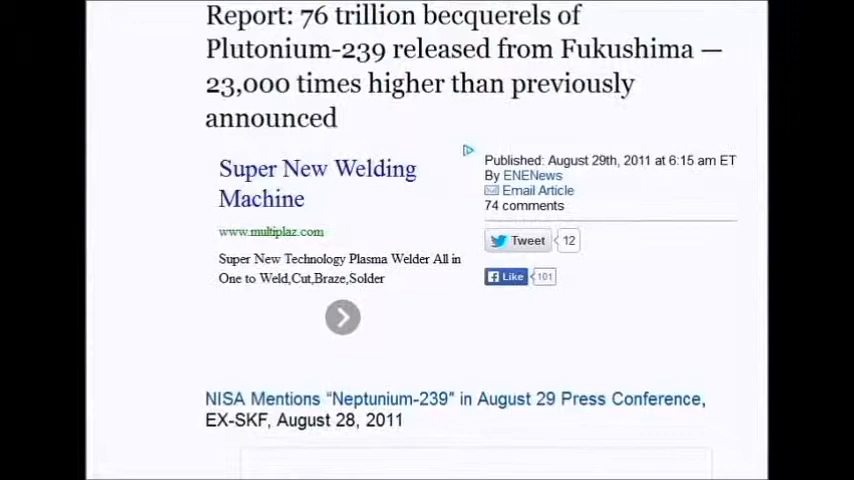 Report: 76 trillion becquerels of
Plutonium-239 released from Fukushima —
23,000 times higher than previously
announced
Super New Welding
Machine
www.multiplaz.com
Super New Technology Plasma Welder All in
One to Weld,Cut,Braze,Solder
Published: August 29th, 2011 at 6:15 am ET
By ENENews
Email Article
74 comments
Tweet 12
Like 101
NISA Mentions “Neptunium-239” in August 29 Press Conference,
EX-SKF, August 28, 2011